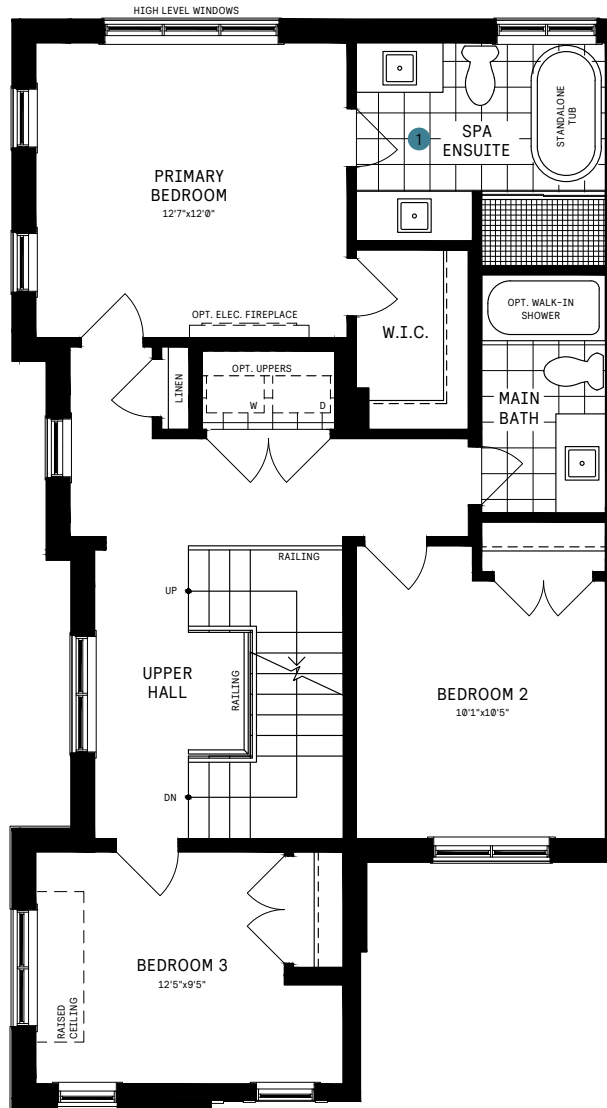 HIGH LEVEL WINDOWS
PRIMARY
BEDROOM
12'7"x12'0"
1
SPA
ENSUITE
STANDALONE
TUB
OPT. ELEC. FIREPLACE
W.I.C.
OPT. WALK-IN
SHOWER
LINEN
OPT. UPPERS
W
D
MAIN
BATH
RAILING
UP
UPPER
HALL
RAILING
DN
BEDROOM 2
10'1"x10'5"
BEDROOM 3
12'5"x9'5"
RAISED
CEILING